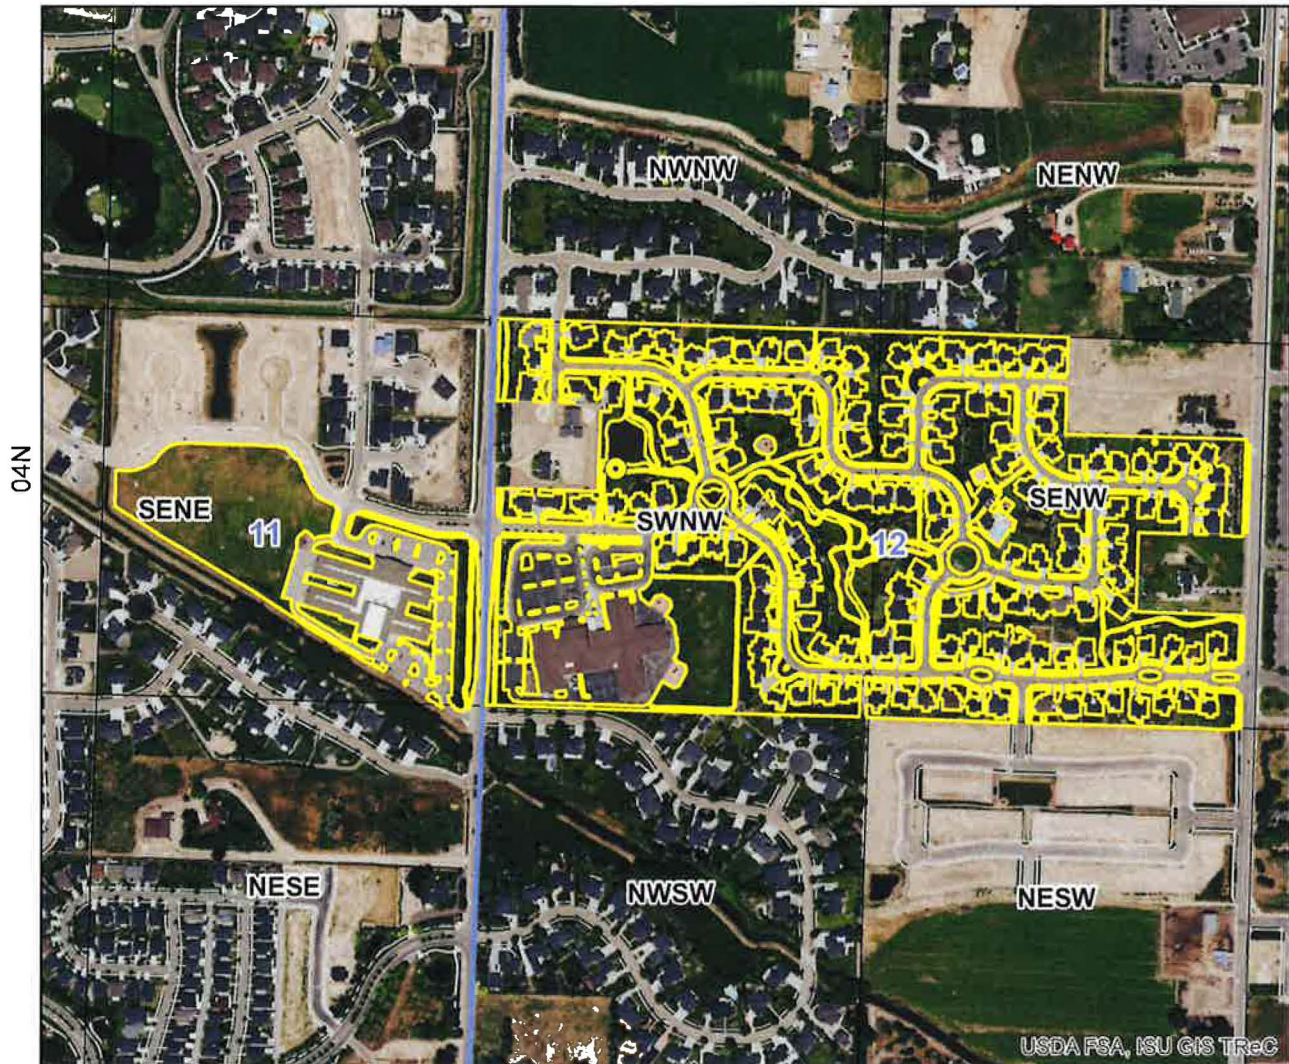 NWNW
NENW
04N
SENE
11
SWNW
12
SENW
NESE
NWSW
NESW
USDA FSA, ISU GIS TReC